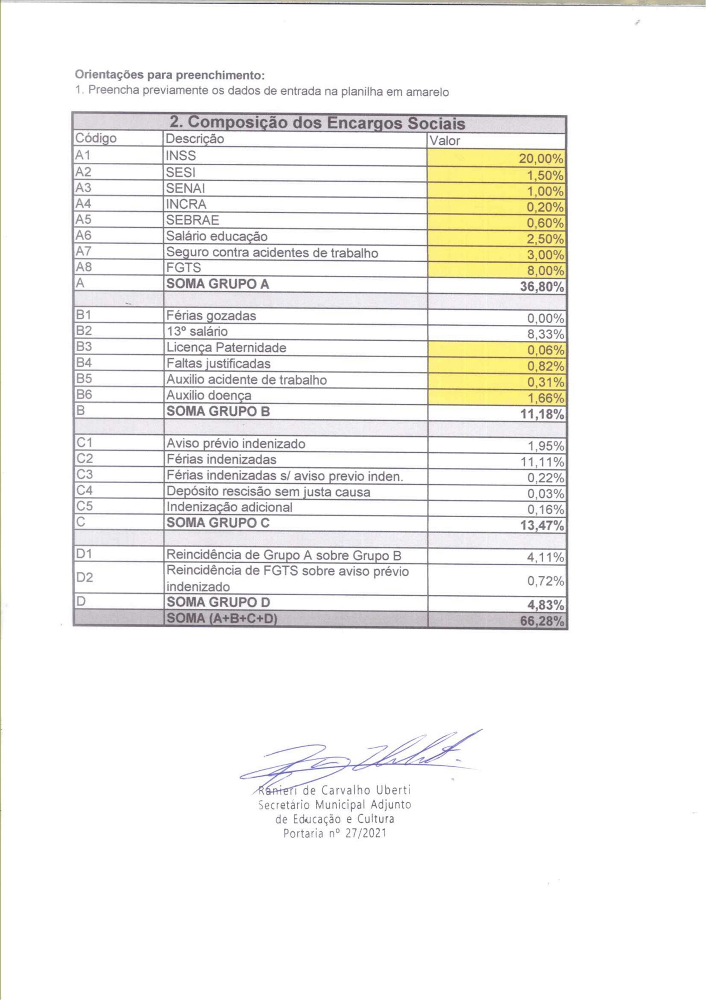 Orientações para preenchimento:
1. Preencha previamente os dados de entrada na planilha em amarelo
2. Composição dos Encargos Sociais
Código Descrição Valor
A1 INSS 20,00%
A2 SESI 1,50%
A3 SENAI 1,00%
A4 INCRA 0,20%
A5 SEBRAE 0,60%
A6 Salário educação 2,50%
A7 Seguro contra acidentes de trabalho 3,00%
A8 FGTS 8,00%
A SOMA GRUPO A 36,80%
B1 Férias gozadas 0,00%
B2 13º salário 8,33%
B3 Licença Paternidade 0,06%
B4 Faltas justificadas 0,82%
B5 Auxilio acidente de trabalho 0,31%
B6 Auxilio doença 1,66%
B SOMA GRUPO B 11,18%
C1 Aviso prévio indenizado 1,95%
C2 Férias indenizadas 11,11%
C3 Férias indenizadas s/ aviso previo inden. 0,22%
C4 Depósito rescisão sem justa causa 0,03%
C5 Indenização adicional 0,16%
C SOMA GRUPO C 13,47%
D1 Reincidência de Grupo A sobre Grupo B 4,11%
D2 Reincidência de FGTS sobre aviso prévio
indenizado 0,72%
D SOMA GRUPO D 4,83%
SOMA (A+B+C+D) 66,28%
Ranieri de Carvalho Uberti
Secretário Municipal Adjunto
de Educação e Cultura
Portaria nº 27/2021